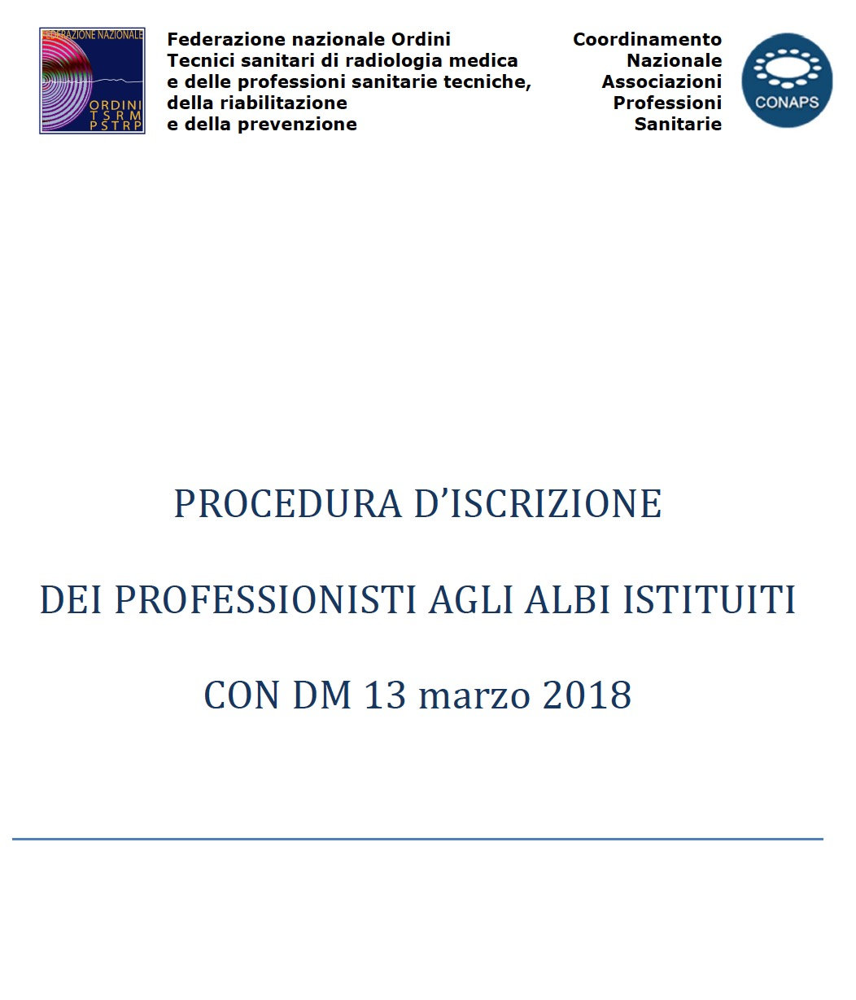 FEDERAZIONE NAZIONALE
ORDINI
TSRM
PSTRP
Federazione nazionale Ordini
Tecnici sanitari di radiologia medica
e delle professioni sanitarie tecniche,
della riabilitazione
e della prevenzione
Coordinamento
Nazionale
Associazioni
Professioni
Sanitarie
CONAPS
PROCEDURA D’ISCRIZIONE
DEI PROFESSIONISTI AGLI ALBI ISTITUITI
CON DM 13 marzo 2018